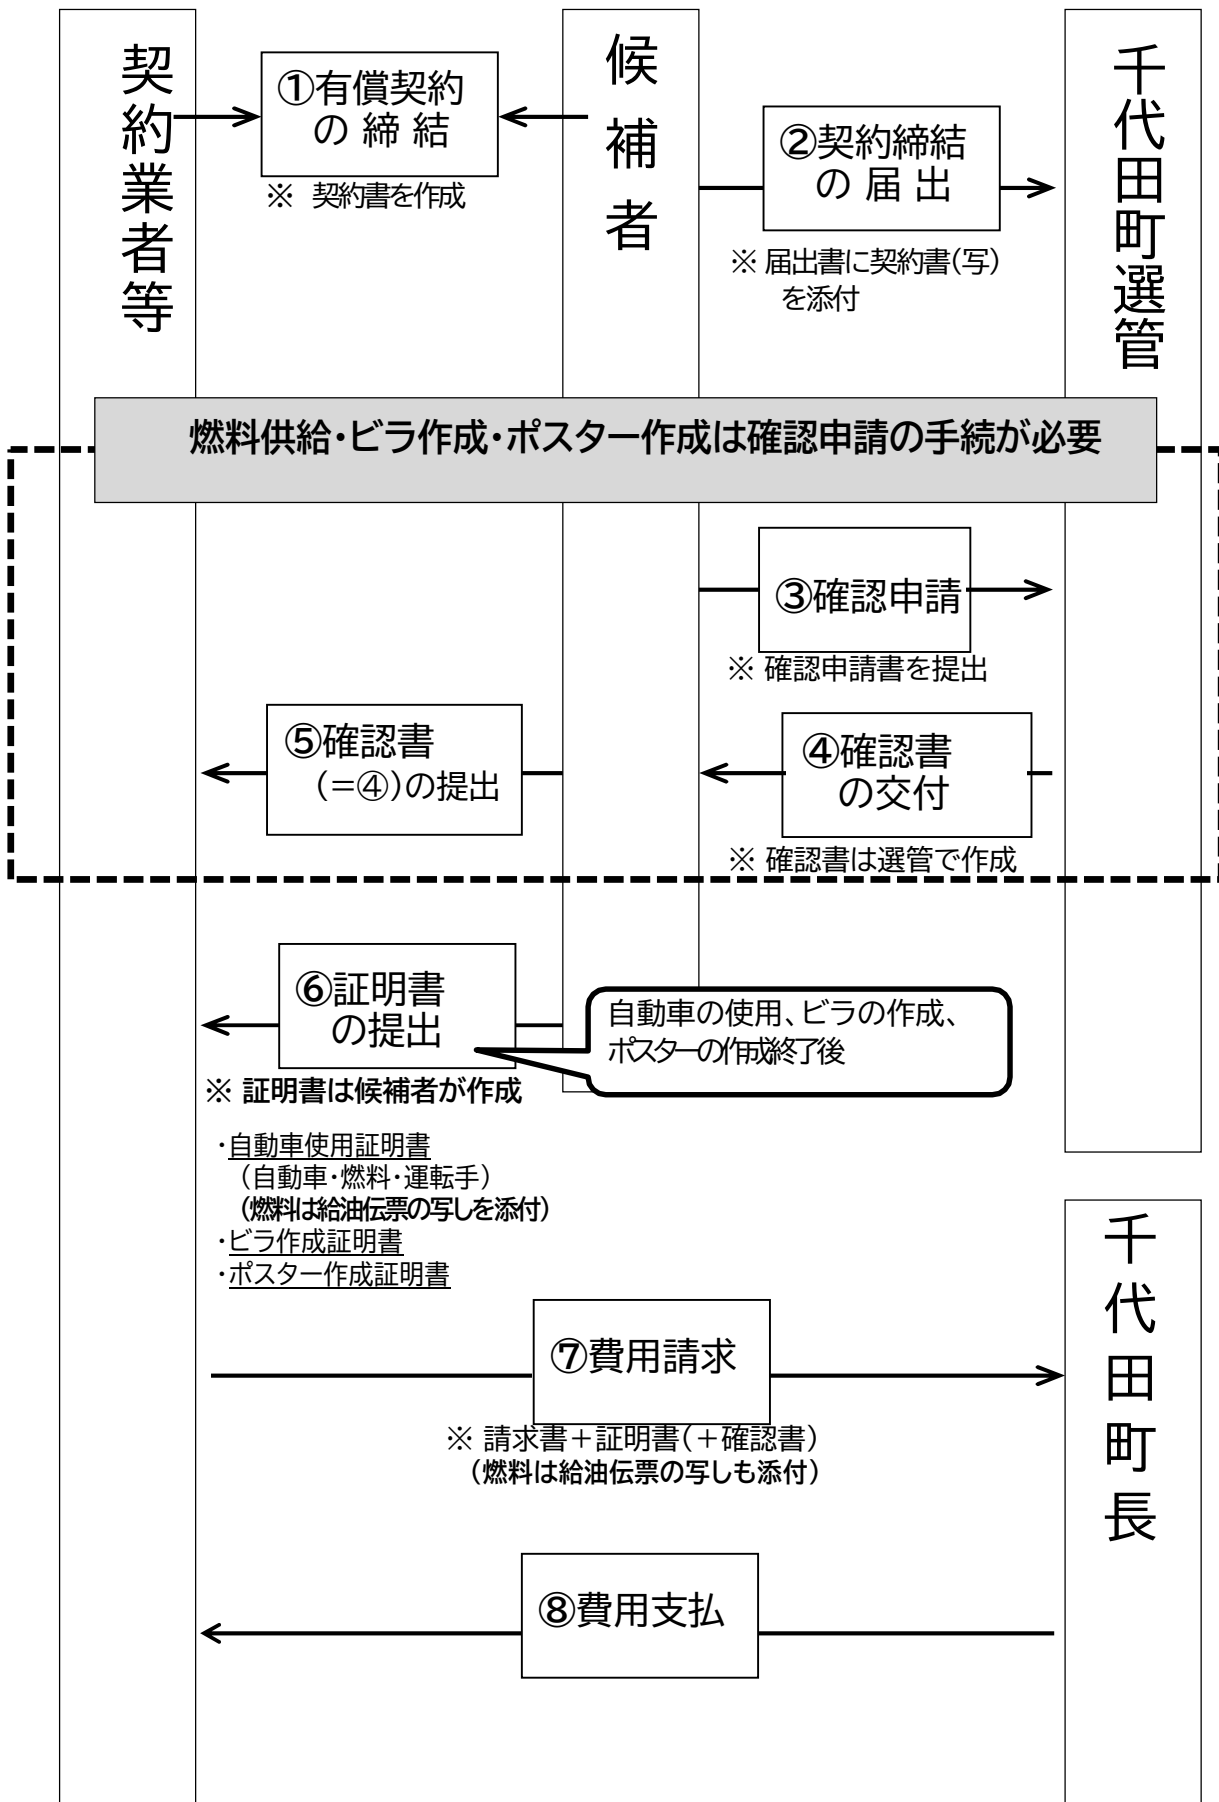 契約業者等
候補者
千代田町選管
①有償契約
の 締 結
※ 契約書を作成
②契約締結
の 届 出
※ 届出書に契約書(写)
を添付
燃料供給・ビラ作成・ポスター作成は確認申請の手続が必要
③確認申請
※ 確認申請書を提出
⑤確認書
(=④)の提出
④確認書
の交付
※ 確認書は選管で作成
⑥証明書
の提出
自動車の使用、ビラの作成、
ポスターの作成終了後
※ 証明書は候補者が作成
・自動車使用証明書
(自動車・燃料・運転手)
(燃料は給油伝票の写しを添付)
・ビラ作成証明書
・ポスター作成証明書
千代田町長
⑦費用請求
※ 請求書+証明書(+確認書)
(燃料は給油伝票の写しも添付)
⑧費用支払